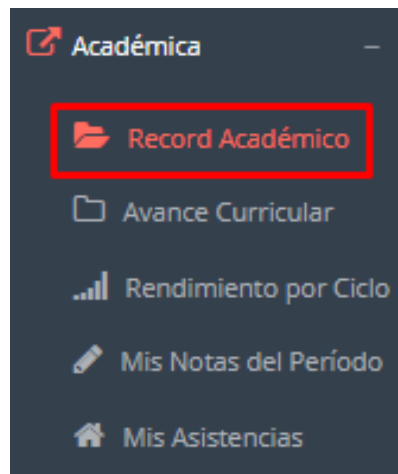 Académica
Record Académico
Avance Curricular
Rendimiento por Ciclo
Mis Notas del Período
Mis Asistencias